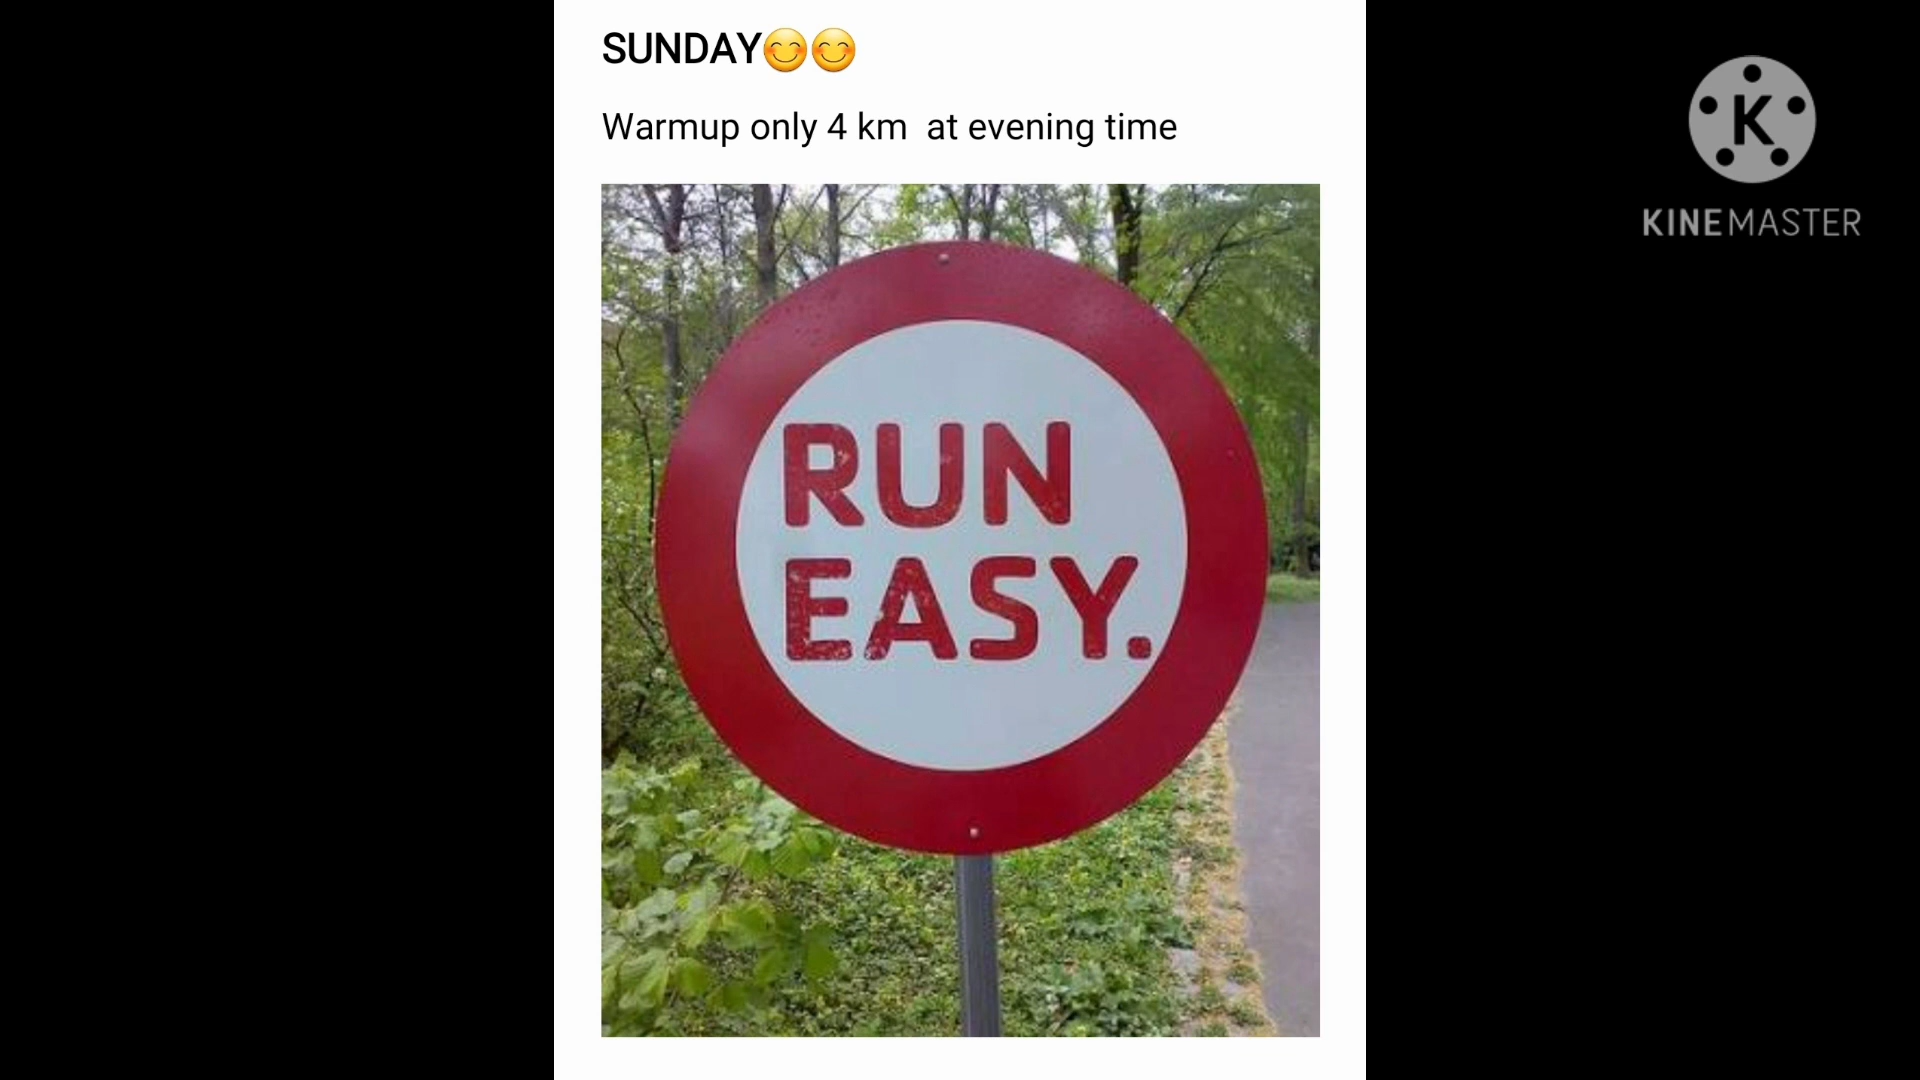 SUNDAY😊😊
Warmup only 4 km  at evening time
RUN
EASY.
K
KINEMASTER